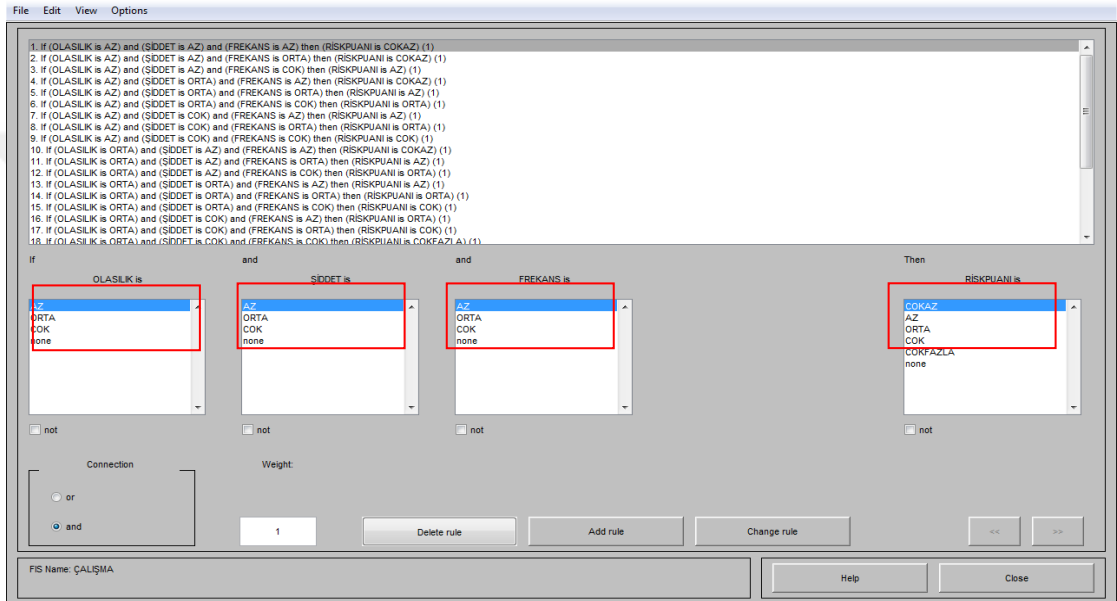 File Edit View Options
1. If (OLASILIK is AZ) and (ŞİDDET is AZ) and (FREKANS is AZ) then (RİSKPUANI is COKAZ) (1)
2. If (OLASILIK is AZ) and (ŞİDDET is AZ) and (FREKANS is ORTA) then (RİSKPUANI is COKAZ) (1)
3. If (OLASILIK is AZ) and (ŞİDDET is AZ) and (FREKANS is COK) then (RİSKPUANI is AZ) (1)
4. If (OLASILIK is AZ) and (ŞİDDET is ORTA) and (FREKANS is AZ) then (RİSKPUANI is COKAZ) (1)
5. If (OLASILIK is AZ) and (ŞİDDET is ORTA) and (FREKANS is ORTA) then (RİSKPUANI is AZ) (1)
6. If (OLASILIK is AZ) and (ŞİDDET is ORTA) and (FREKANS is COK) then (RİSKPUANI is ORTA) (1)
7. If (OLASILIK is AZ) and (ŞİDDET is COK) and (FREKANS is AZ) then (RİSKPUANI is AZ) (1)
8. If (OLASILIK is AZ) and (ŞİDDET is COK) and (FREKANS is ORTA) then (RİSKPUANI is ORTA) (1)
9. If (OLASILIK is AZ) and (ŞİDDET is COK) and (FREKANS is COK) then (RİSKPUANI is COK) (1)
10. If (OLASILIK is ORTA) and (ŞİDDET is AZ) and (FREKANS is AZ) then (RİSKPUANI is COKAZ) (1)
11. If (OLASILIK is ORTA) and (ŞİDDET is AZ) and (FREKANS is ORTA) then (RİSKPUANI is AZ) (1)
12. If (OLASILIK is ORTA) and (ŞİDDET is AZ) and (FREKANS is COK) then (RİSKPUANI is ORTA) (1)
13. If (OLASILIK is ORTA) and (ŞİDDET is ORTA) and (FREKANS is AZ) then (RİSKPUANI is AZ) (1)
14. If (OLASILIK is ORTA) and (ŞİDDET is ORTA) and (FREKANS is ORTA) then (RİSKPUANI is ORTA) (1)
15. If (OLASILIK is ORTA) and (ŞİDDET is ORTA) and (FREKANS is COK) then (RİSKPUANI is COK) (1)
16. If (OLASILIK is ORTA) and (ŞİDDET is COK) and (FREKANS is AZ) then (RİSKPUANI is ORTA) (1)
17. If (OLASILIK is ORTA) and (ŞİDDET is COK) and (FREKANS is ORTA) then (RİSKPUANI is COK) (1)
18. If (OLASILIK is ORTA) and (ŞİDDET is COK) and (FREKANS is COK) then (RİSKPUANI is COKFAZLA) (1)
If and and Then
OLASILIK is ŞİDDET is FREKANS is RİSKPUANI is
AZ AZ AZ COKAZ
ORTA ORTA ORTA AZ
COK COK COK ORTA
none none none COK
COKFAZLA
none
not not not not
Connection Weight:
or
and 1 Delete rule Add rule Change rule << >>
FIS Name: ÇALIŞMA Help Close